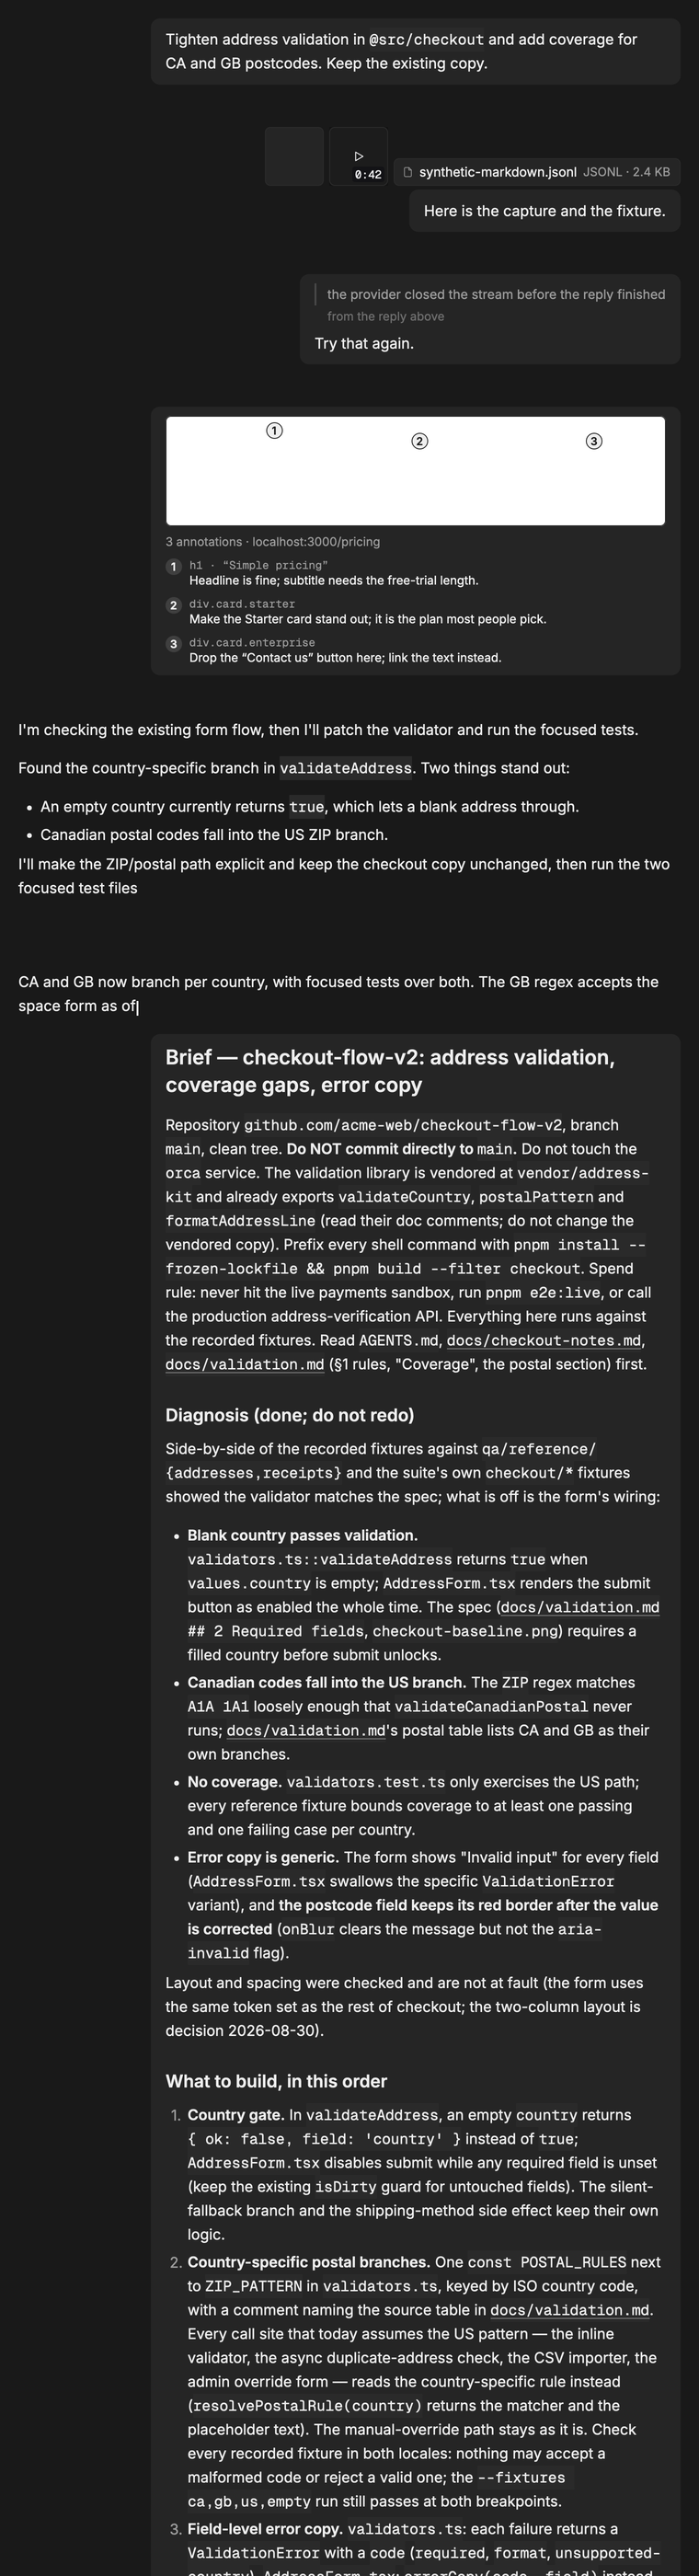 Tighten address validation in @src/checkout and add coverage for
CA and GB postcodes. Keep the existing copy.
0:42
synthetic-markdown.jsonl JSONL · 2.4 KB
Here is the capture and the fixture.
the provider closed the stream before the reply finished
from the reply above
Try that again.
1
2
3
3 annotations · localhost:3000/pricing
1 h1 · "Simple pricing"
Headline is fine; subtitle needs the free-trial length.
2 div.card.starter
Make the Starter card stand out; it is the plan most people pick.
3 div.card.enterprise
Drop the “Contact us” button here; link the text instead.
I'm checking the existing form flow, then I'll patch the validator and run the focused tests.
Found the country-specific branch in validateAddress. Two things stand out:
• An empty country currently returns true, which lets a blank address through.
• Canadian postal codes fall into the US ZIP branch.
I'll make the ZIP/postal path explicit and keep the checkout copy unchanged, then run the two
focused test files
CA and GB now branch per country, with focused tests over both. The GB regex accepts the
space form as of
Brief — checkout-flow-v2: address validation,
coverage gaps, error copy
Repository github.com/acme-web/checkout-flow-v2, branch
main, clean tree. Do NOT commit directly to main. Do not touch the
orca service. The validation library is vendored at vendor/address-
kit and already exports validateCountry, postalPattern and
formatAddressLine (read their doc comments; do not change the
vendored copy). Prefix every shell command with pnpm install --
frozen-lockfile && pnpm build --filter checkout. Spend
rule: never hit the live payments sandbox, run pnpm e2e:live, or call
the production address-verification API. Everything here runs against
the recorded fixtures. Read AGENTS.md, docs/checkout-notes.md,
docs/validation.md (§1 rules, "Coverage", the postal section) first.
Diagnosis (done; do not redo)
Side-by-side of the recorded fixtures against qa/reference/
{addresses,receipts} and the suite's own checkout/* fixtures
showed the validator matches the spec; what is off is the form's wiring:
• Blank country passes validation.
validators.ts::validateAddress returns true when
values.country is empty; AddressForm.tsx renders the submit
button as enabled the whole time. The spec (docs/validation.md
## 2 Required fields, checkout-baseline.png) requires a
filled country before submit unlocks.
• Canadian codes fall into the US branch. The ZIP regex matches
A1A 1A1 loosely enough that validateCanadianPostal never
runs; docs/validation.md's postal table lists CA and GB as their
own branches.
• No coverage. validators.test.ts only exercises the US path;
every reference fixture bounds coverage to at least one passing
and one failing case per country.
• Error copy is generic. The form shows "Invalid input" for every field
(AddressForm.tsx swallows the specific ValidationError
variant), and the postcode field keeps its red border after the value
is corrected (onBlur clears the message but not the aria-
invalid flag).
Layout and spacing were checked and are not at fault (the form uses
the same token set as the rest of checkout; the two-column layout is
decision 2026-08-30).
What to build, in this order
1. Country gate. In validateAddress, an empty country returns
{ ok: false, field: 'country' } instead of true;
AddressForm.tsx disables submit while any required field is unset
(keep the existing isDirty guard for untouched fields). The silent-
fallback branch and the shipping-method side effect keep their own
logic.
2. Country-specific postal branches. One const POSTAL_RULES next
to ZIP_PATTERN in validators.ts, keyed by ISO country code,
with a comment naming the source table in docs/validation.md.
Every call site that today assumes the US pattern — the inline
validator, the async duplicate-address check, the CSV importer, the
admin override form — reads the country-specific rule instead
(resolvePostalRule(country) returns the matcher and the
placeholder text). The manual-override path stays as it is. Check
every recorded fixture in both locales: nothing may accept a
malformed code or reject a valid one; the --fixtures
ca,gb,us,empty run still passes at both breakpoints.
3. Field-level error copy. validators.ts: each failure returns a
ValidationError with a code (required, format, unsupported-